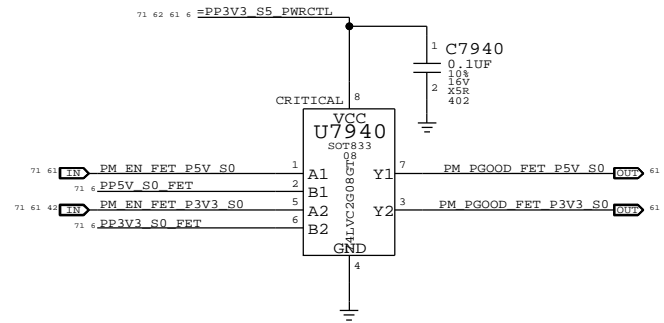 71 62 61 6 =PP3V3_S5_PWRCTL
1 C7940
0.1UF
10%
16V
X5R
402
2
CRITICAL 8
VCC
U7940
SOT833
08
74LVC2G08GT
71 61 IN PM_EN_FET_P5V_S0 1 A1 Y1 7 PM_PGOOD_FET_P5V_S0 OUT 61
71 6 PP5V_S0_FET 2 B1
71 61 42 IN PM_EN_FET_P3V3_S0 5 A2 Y2 3 PM_PGOOD_FET_P3V3_S0 OUT 61
71 6 PP3V3_S0_FET 6 B2
GND
4